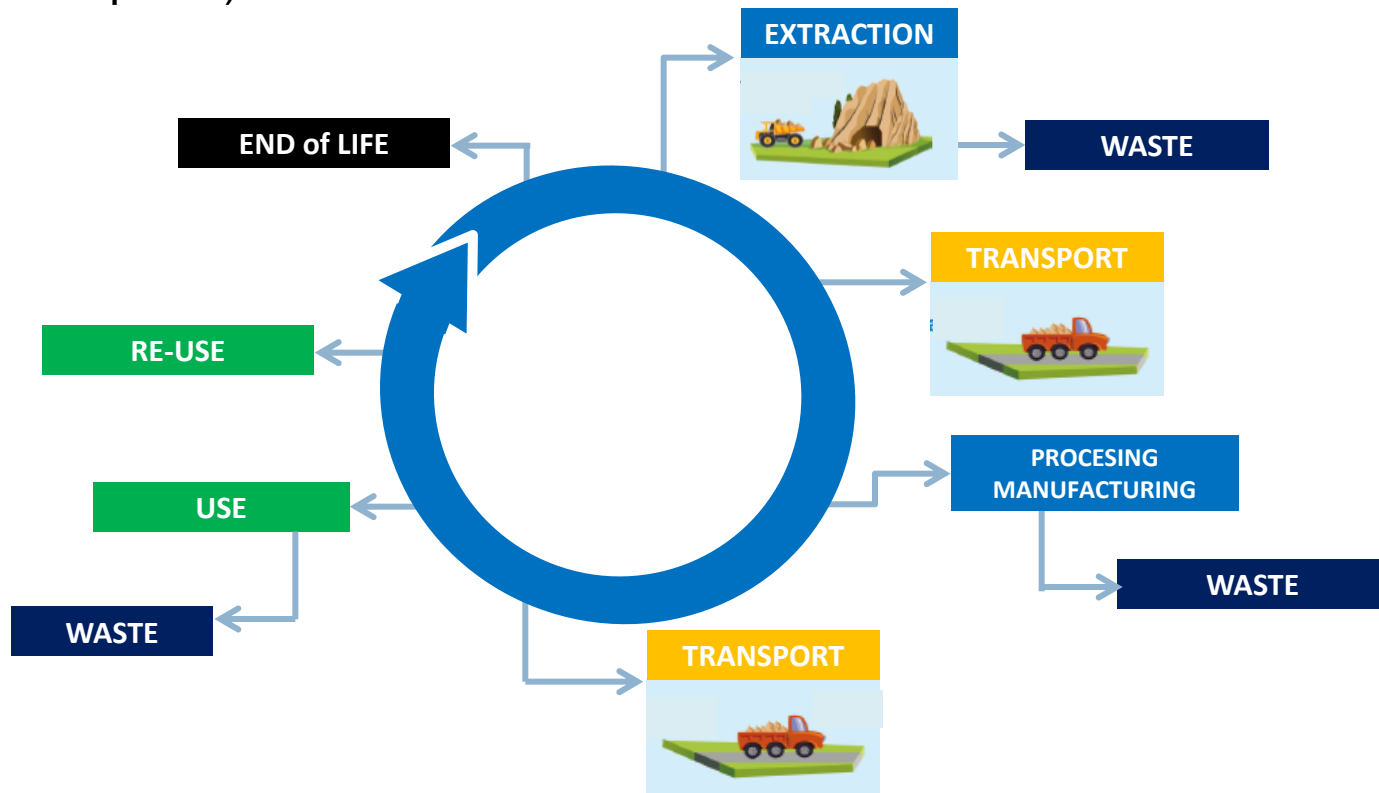 EXTRACTION
END of LIFE
WASTE
TRANSPORT
RE-USE
PROCESING
MANUFACTURING
USE
WASTE
WASTE
TRANSPORT